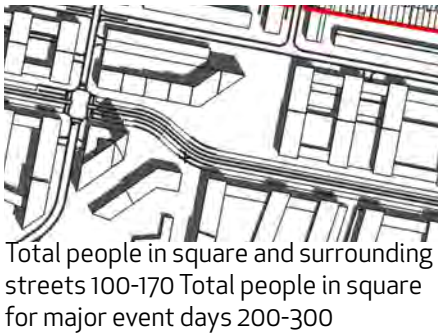 Total people in square and surrounding
streets 100-170 Total people in square
for major event days 200-300